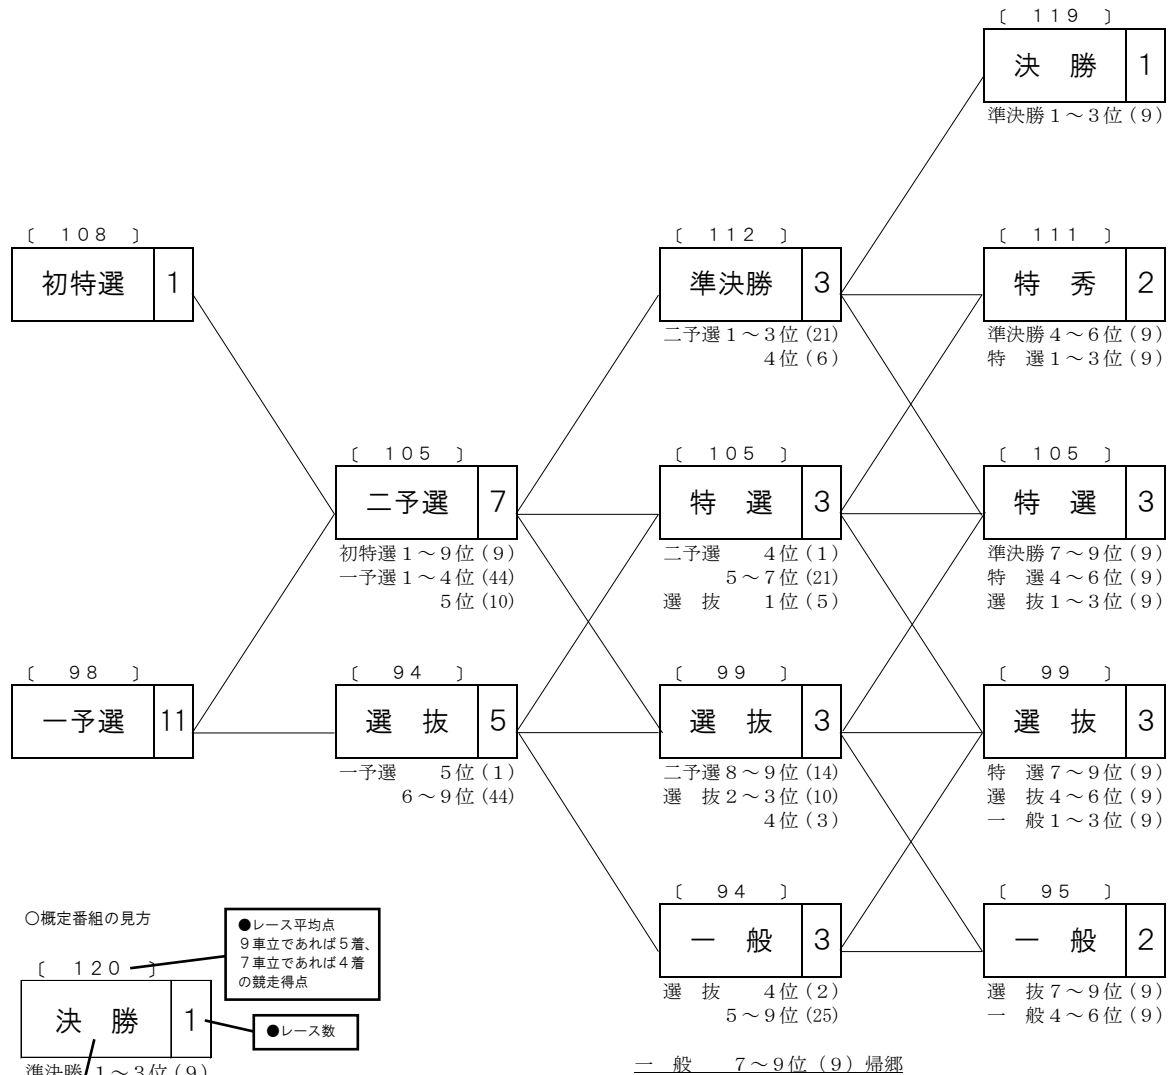 〔 119 〕
決 勝 1
準決勝１～３位（９）
〔 108 〕
初特選 1
〔 98 〕
一予選 11
〔 105 〕
二予選 7
初特選１～９位（９）
一予選１～４位（44）
５位（10）
〔 94 〕
選 抜 5
一予選 ５位（１）
６～９位（44）
〔 112 〕
準決勝 3
二予選１～３位（21）
４位（６）
〔 105 〕
特 選 3
二予選 ４位（１）
５～７位（21）
選 抜 １位（５）
〔 99 〕
選 抜 3
二予選８～９位（14）
選 抜２～３位（10）
４位（３）
〔 94 〕
一 般 3
選 抜 ４位（２）
５～９位（25）
一 般 ７～９位（９）帰郷
〔 111 〕
特 秀 2
準決勝４～６位（９）
特 選１～３位（９）
〔 105 〕
特 選 3
準決勝７～９位（９）
特 選４～６位（９）
選 抜１～３位（９）
〔 99 〕
選 抜 3
特 選７～９位（９）
選 抜４～６位（９）
一 般１～３位（９）
〔 95 〕
一 般 2
選 抜７～９位（９）
一 般４～６位（９）
○概定番組の見方
〔 120 〕
決 勝 1
準決勝 １～３位（９）
●レース平均点
９車立であれば５着、
７車立であれば４着
の競走得点
●レース数